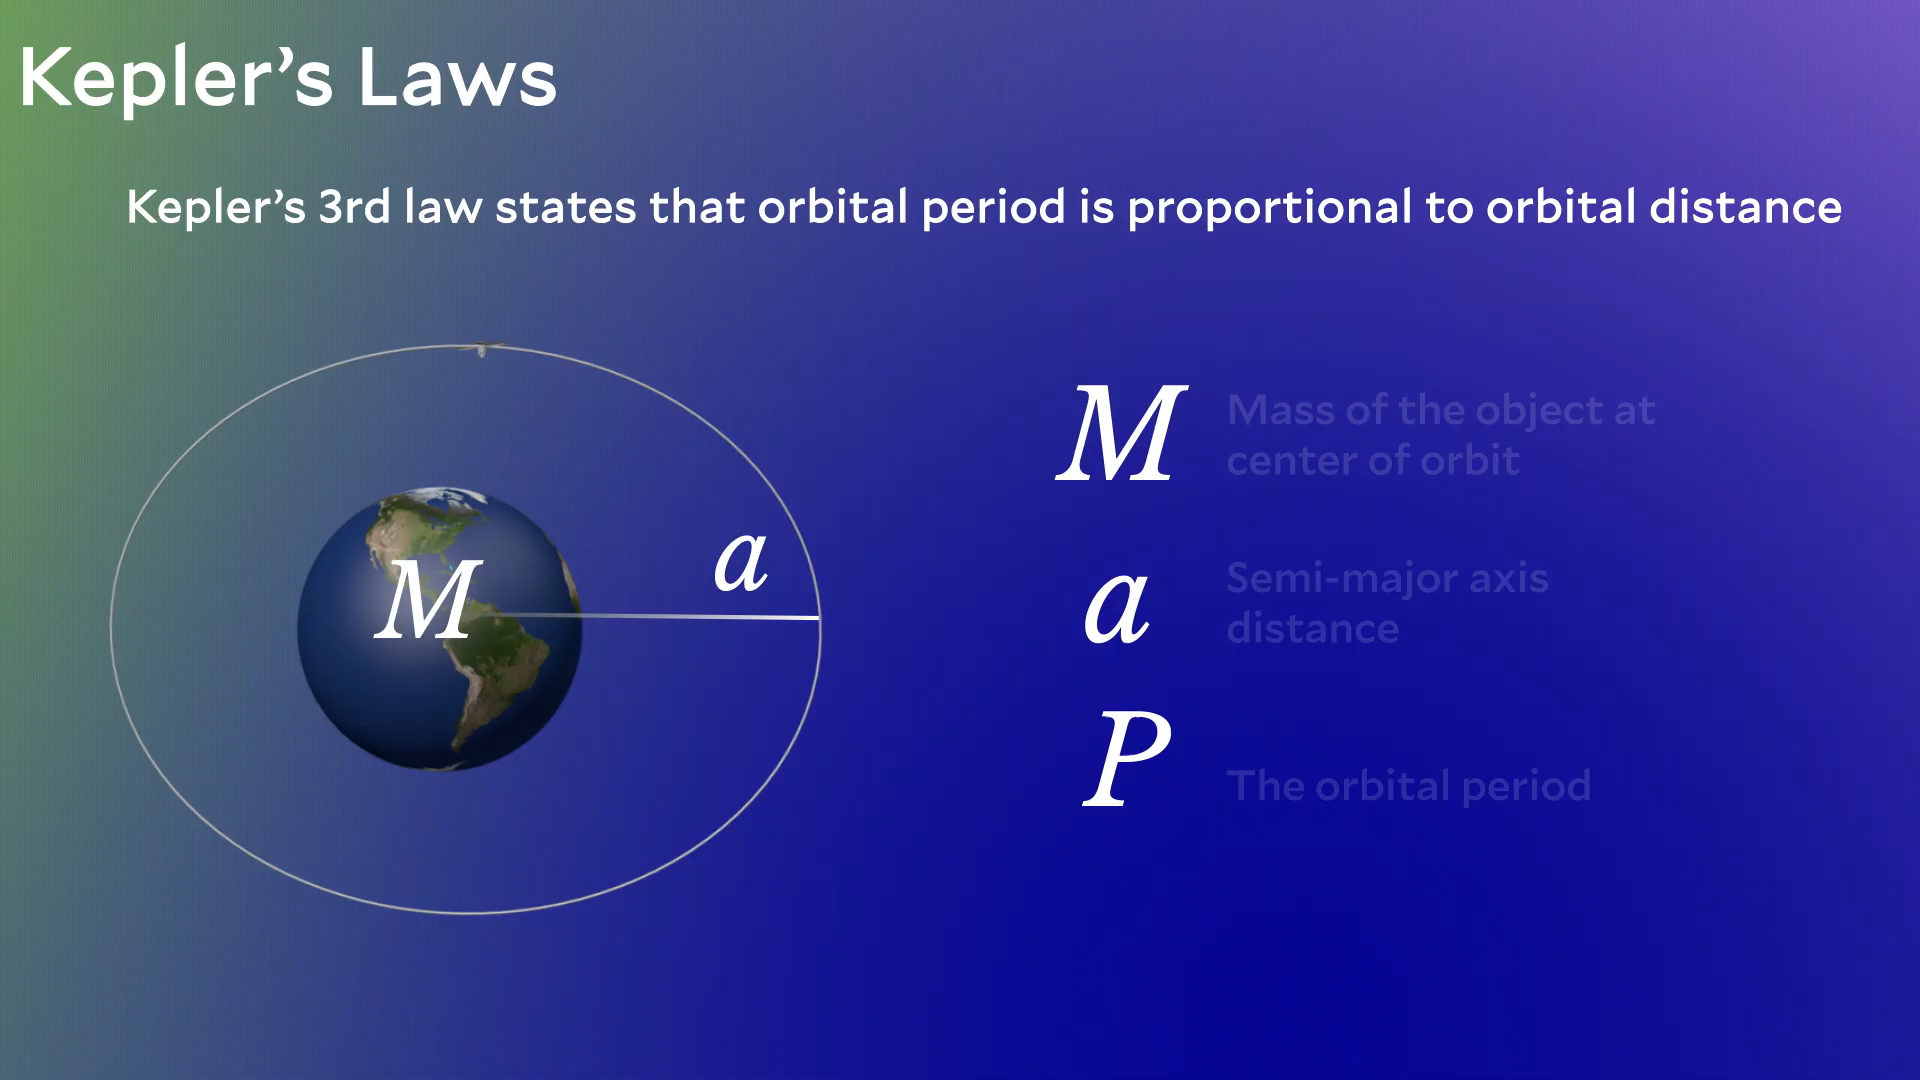 Kepler’s Laws
Kepler’s 3rd law states that orbital period is proportional to orbital distance
M
a
M
Mass of the object at
center of orbit
a
Semi-major axis
distance
P
The orbital period